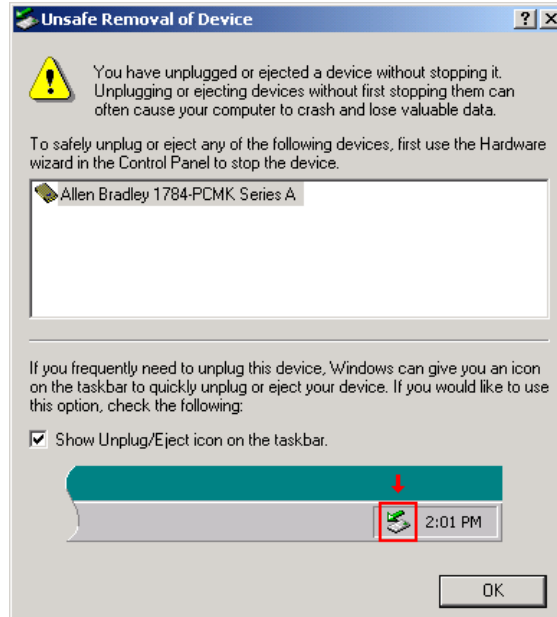 Unsafe Removal of Device
You have unplugged or ejected a device without stopping it.
Unplugging or ejecting devices without first stopping them can
often cause your computer to crash and lose valuable data.
To safely unplug or eject any of the following devices, first use the Hardware
wizard in the Control Panel to stop the device.
Allen Bradley 1784-PCMK Series A
If you frequently need to unplug this device, Windows can give you an icon
on the taskbar to quickly unplug or eject your device. If you would like to use
this option, check the following:
Show Unplug/Eject icon on the taskbar.
2:01 PM
OK